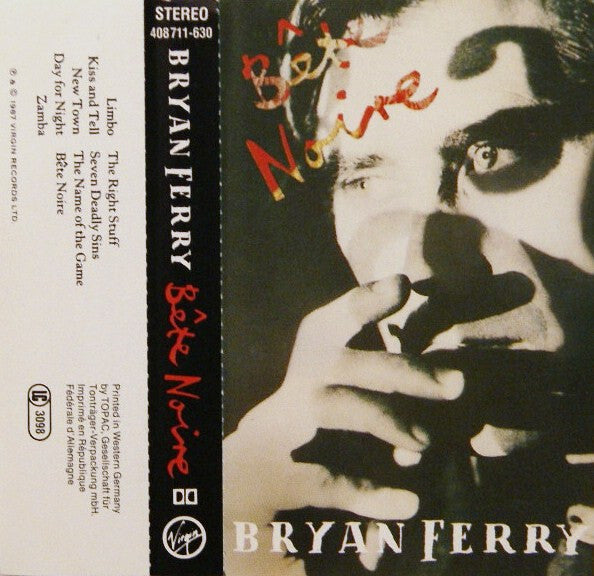 Limbo
Kiss and Tell
New Town
Day for Night
Zamba
The Right Stuff
Seven Deadly Sins
The Name of the Game
Bête Noire
℗ & © 1987 VIRGIN RECORDS LTD.
Printed in Western Germany
by TOPAC, Gesellschaft für
Tonträger-Verpackung mbH.
Imprimé en République
Fédérale d'Allemagne
LC 3098
STEREO
408 711-630
BRYAN FERRY Bête Noire
Virgin
Bête
Noire
BRYAN FERRY